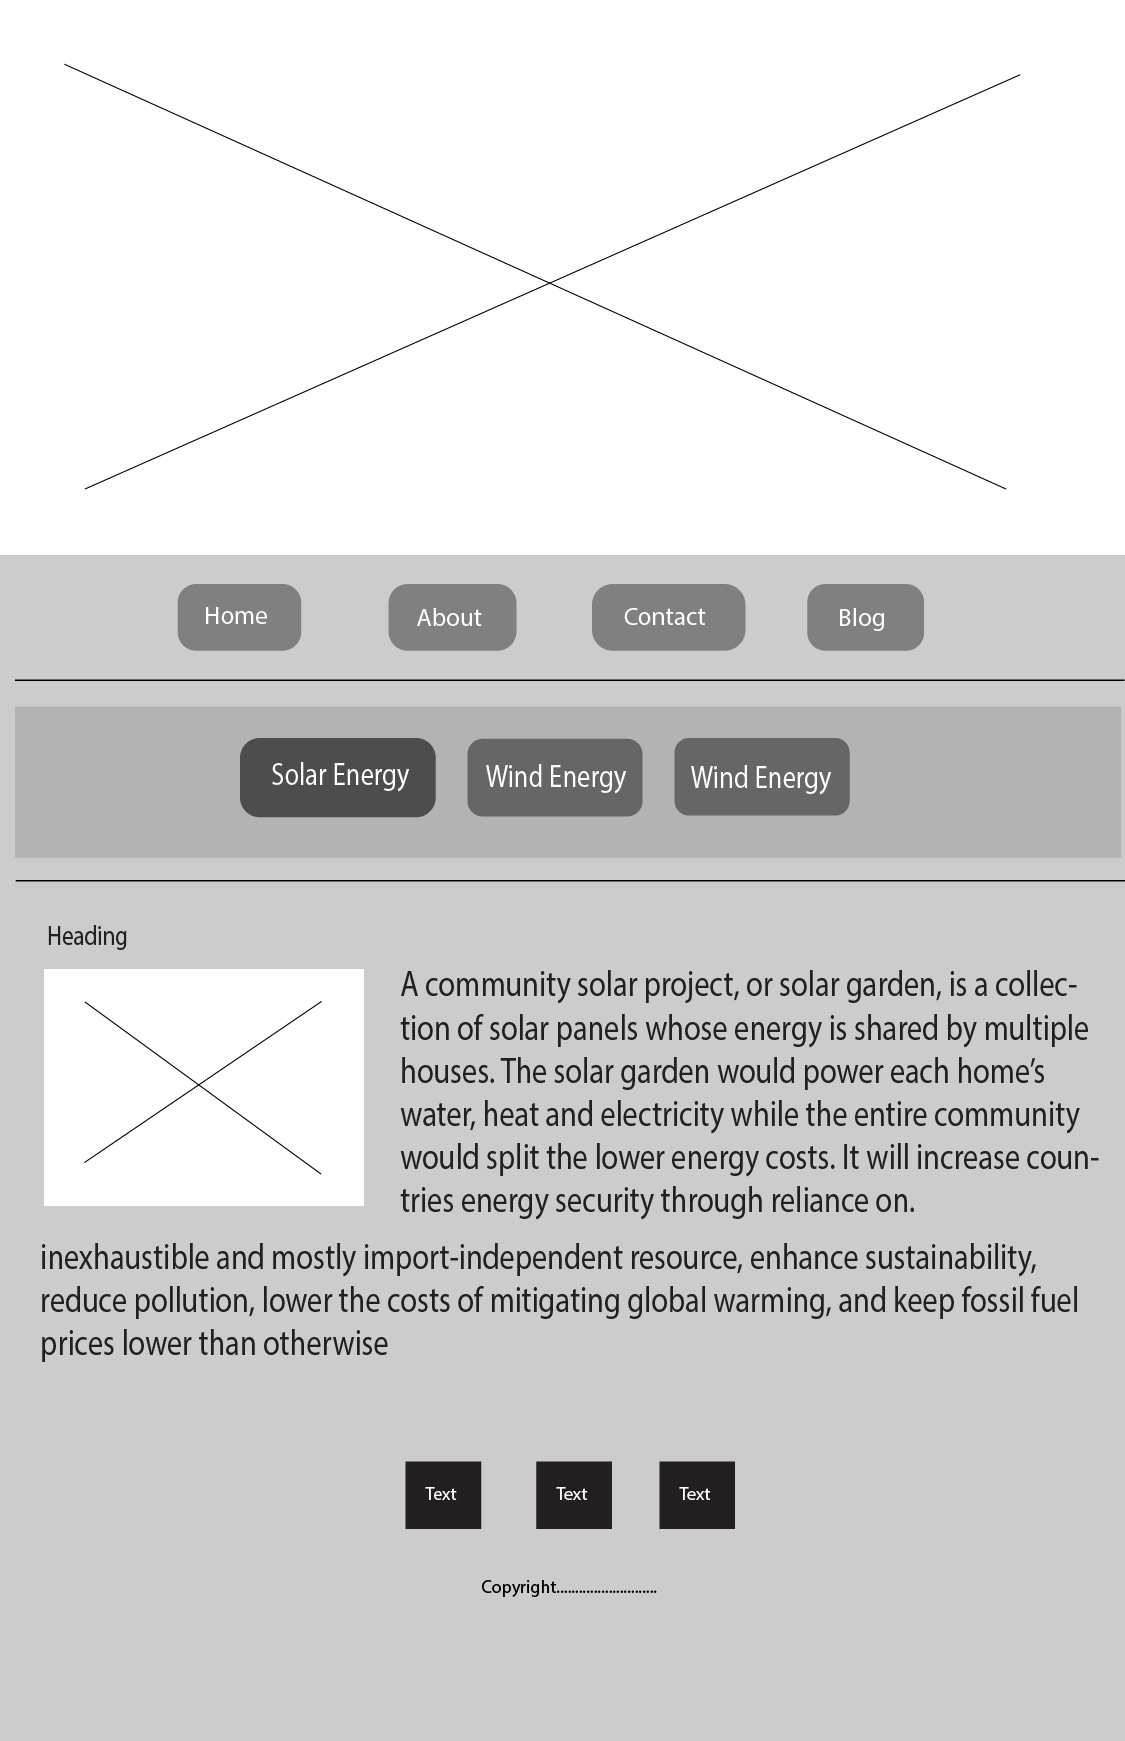 Home About Contact Blog
Solar Energy Wind Energy Wind Energy
Heading
A community solar project, or solar garden, is a collec-
tion of solar panels whose energy is shared by multiple
houses. The solar garden would power each home’s
water, heat and electricity while the entire community
would split the lower energy costs. It will increase coun-
tries energy security through reliance on.
inexhaustible and mostly import-independent resource, enhance sustainability,
reduce pollution, lower the costs of mitigating global warming, and keep fossil fuel
prices lower than otherwise
Text Text Text
Copyright...........................